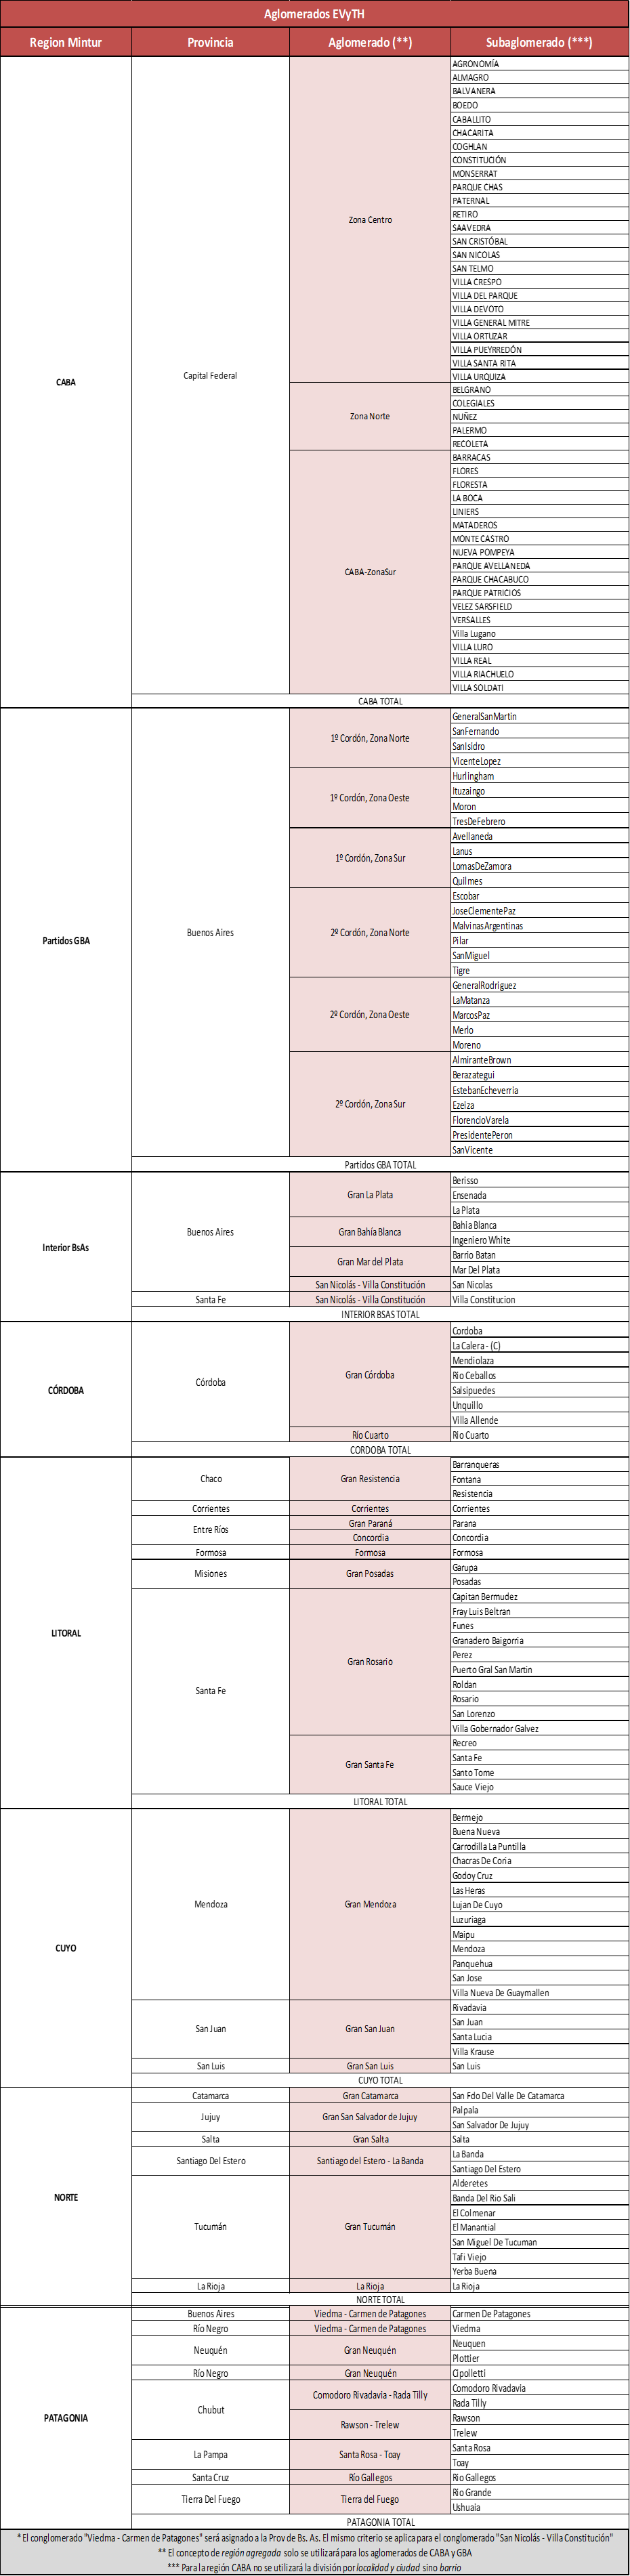 Aglomerados EVyTH
Region Mintur Provincia Aglomerado (**) Subaglomerado (***)
CABA
Capital Federal
Zona Centro
AGRONOMÍA
ALMAGRO
BALVANERA
BOEDO
CABALLITO
CHACARITA
COGHLAN
CONSTITUCIÓN
MONSERRAT
PARQUE CHAS
PATERNAL
RETIRO
SAAVEDRA
SAN CRISTÓBAL
SAN NICOLAS
SAN TELMO
VILLA CRESPO
VILLA DEL PARQUE
VILLA DEVOTO
VILLA GENERAL MITRE
VILLA ORTUZAR
VILLA PUEYRREDÓN
VILLA SANTA RITA
VILLA URQUIZA
Zona Norte
BELGRANO
COLEGIALES
NUÑEZ
PALERMO
RECOLETA
CABA-ZonaSur
BARRACAS
FLORES
FLORESTA
LA BOCA
LINIERS
MATADEROS
MONTE CASTRO
NUEVA POMPEYA
PARQUE AVELLANEDA
PARQUE CHACABUCO
PARQUE PATRICIOS
VELEZ SARSFIELD
VERSALLES
Villa Lugano
VILLA LURO
VILLA REAL
VILLA RIACHUELO
VILLA SOLDATI
CABA TOTAL
Partidos GBA
Buenos Aires
1º Cordón, Zona Norte
GeneralSanMartin
SanFernando
SanIsidro
VicenteLopez
1º Cordón, Zona Oeste
Hurlingham
Ituzaingo
Moron
TresDeFebrero
1º Cordón, Zona Sur
Avellaneda
Lanus
LomasDeZamora
Quilmes
2º Cordón, Zona Norte
Escobar
JoseClementePaz
MalvinasArgentinas
Pilar
SanMiguel
Tigre
2º Cordón, Zona Oeste
GeneralRodriguez
LaMatanza
MarcosPaz
Merlo
Moreno
2º Cordón, Zona Sur
AlmiranteBrown
Berazategui
EstebanEcheverria
Ezeiza
FlorencioVarela
PresidentePeron
SanVicente
Partidos GBA TOTAL
Interior BsAs
Buenos Aires
Gran La Plata
Berisso
Ensenada
La Plata
Gran Bahía Blanca
Bahia Blanca
Ingeniero White
Gran Mar del Plata
Barrio Batan
Mar Del Plata
San Nicolás - Villa Constitución San Nicolas
Santa Fe San Nicolás - Villa Constitución Villa Constitucion
INTERIOR BSAS TOTAL
CÓRDOBA
Córdoba
Gran Córdoba
Cordoba
La Calera - (C)
Mendiolaza
Rio Ceballos
Salsipuedes
Unquillo
Villa Allende
Río Cuarto Rio Cuarto
CORDOBA TOTAL
LITORAL
Chaco
Gran Resistencia
Barranqueras
Fontana
Resistencia
Corrientes Corrientes Corrientes
Entre Ríos
Gran Paraná Parana
Concordia Concordia
Formosa Formosa Formosa
Misiones
Gran Posadas
Garupa
Posadas
Santa Fe
Gran Rosario
Capitan Bermudez
Fray Luis Beltran
Funes
Granadero Baigorria
Perez
Puerto Gral San Martin
Roldan
Rosario
San Lorenzo
Villa Gobernador Galvez
Gran Santa Fe
Recreo
Santa Fe
Santo Tome
Sauce Viejo
LITORAL TOTAL
CUYO
Mendoza
Gran Mendoza
Bermejo
Buena Nueva
Carrodilla La Puntilla
Chacras De Coria
Godoy Cruz
Las Heras
Lujan De Cuyo
Luzuriaga
Maipu
Mendoza
Panquehua
San Jose
Villa Nueva De Guaymallen
San Juan
Gran San Juan
Rivadavia
San Juan
Santa Lucia
Villa Krause
San Luis Gran San Luis San Luis
CUYO TOTAL
NORTE
Catamarca Gran Catamarca San Fdo Del Valle De Catamarca
Jujuy
Gran San Salvador de Jujuy
Palpala
San Salvador De Jujuy
Salta Gran Salta Salta
Santiago Del Estero
Santiago del Estero - La Banda
La Banda
Santiago Del Estero
Tucumán
Gran Tucumán
Alderetes
Banda Del Rio Sali
El Colmenar
El Manantial
San Miguel De Tucuman
Tafi Viejo
Yerba Buena
La Rioja La Rioja La Rioja
NORTE TOTAL
PATAGONIA
Buenos Aires Viedma - Carmen de Patagones Carmen De Patagones
Río Negro Viedma - Carmen de Patagones Viedma
Neuquén
Gran Neuquén
Neuquen
Plottier
Río Negro Gran Neuquén Cipolletti
Chubut
Comodoro Rivadavia - Rada Tilly
Comodoro Rivadavia
Rada Tilly
Rawson - Trelew
Rawson
Trelew
La Pampa
Santa Rosa - Toay
Santa Rosa
Toay
Santa Cruz Río Gallegos Rio Gallegos
Tierra Del Fuego
Tierra del Fuego
Rio Grande
Ushuaia
PATAGONIA TOTAL
* El conglomerado "Viedma - Carmen de Patagones" será asignado a la Prov de Bs. As. El mismo criterio se aplica para el conglomerado "San Nicolás - Villa Constitución"
** El concepto de región agregada solo se utilizará para los aglomerados de CABA y GBA
*** Para la región CABA no se utilizará la división por localidad y ciudad sino barrio